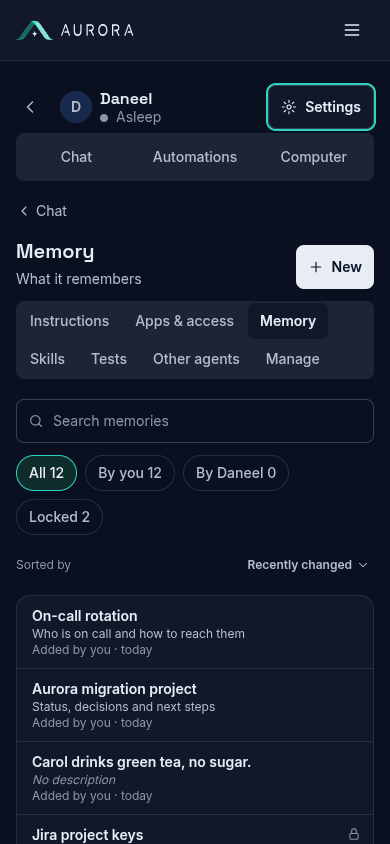 AURORA
D
Daneel
Asleep
Settings
Chat
Automations
Computer
Chat
Memory
What it remembers
New
Instructions
Apps & access
Memory
Skills
Tests
Other agents
Manage
Search memories
All 12
By you 12
By Daneel 0
Locked 2
Sorted by
Recently changed
On-call rotation
Who is on call and how to reach them
Added by you · today
Aurora migration project
Status, decisions and next steps
Added by you · today
Carol drinks green tea, no sugar.
No description
Added by you · today
Jira project keys